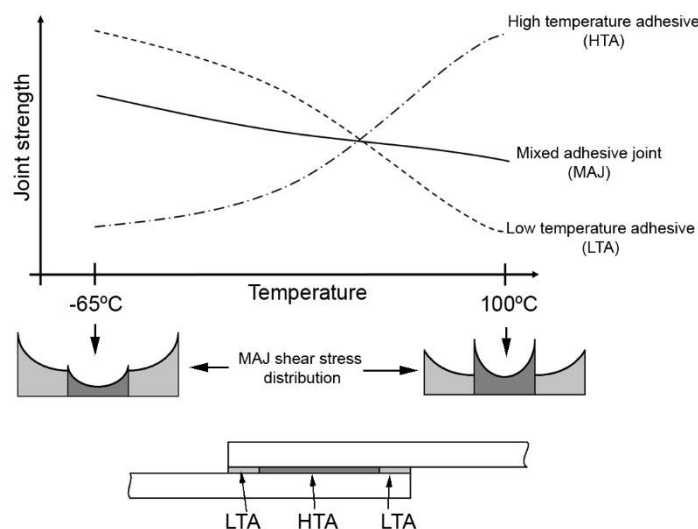 High temperature adhesive
(HTA)
Joint strength
Mixed adhesive joint
(MAJ)
Low temperature adhesive
(LTA)
-65ºC
Temperature
100ºC
MAJ shear stress
distribution
LTA
HTA
LTA